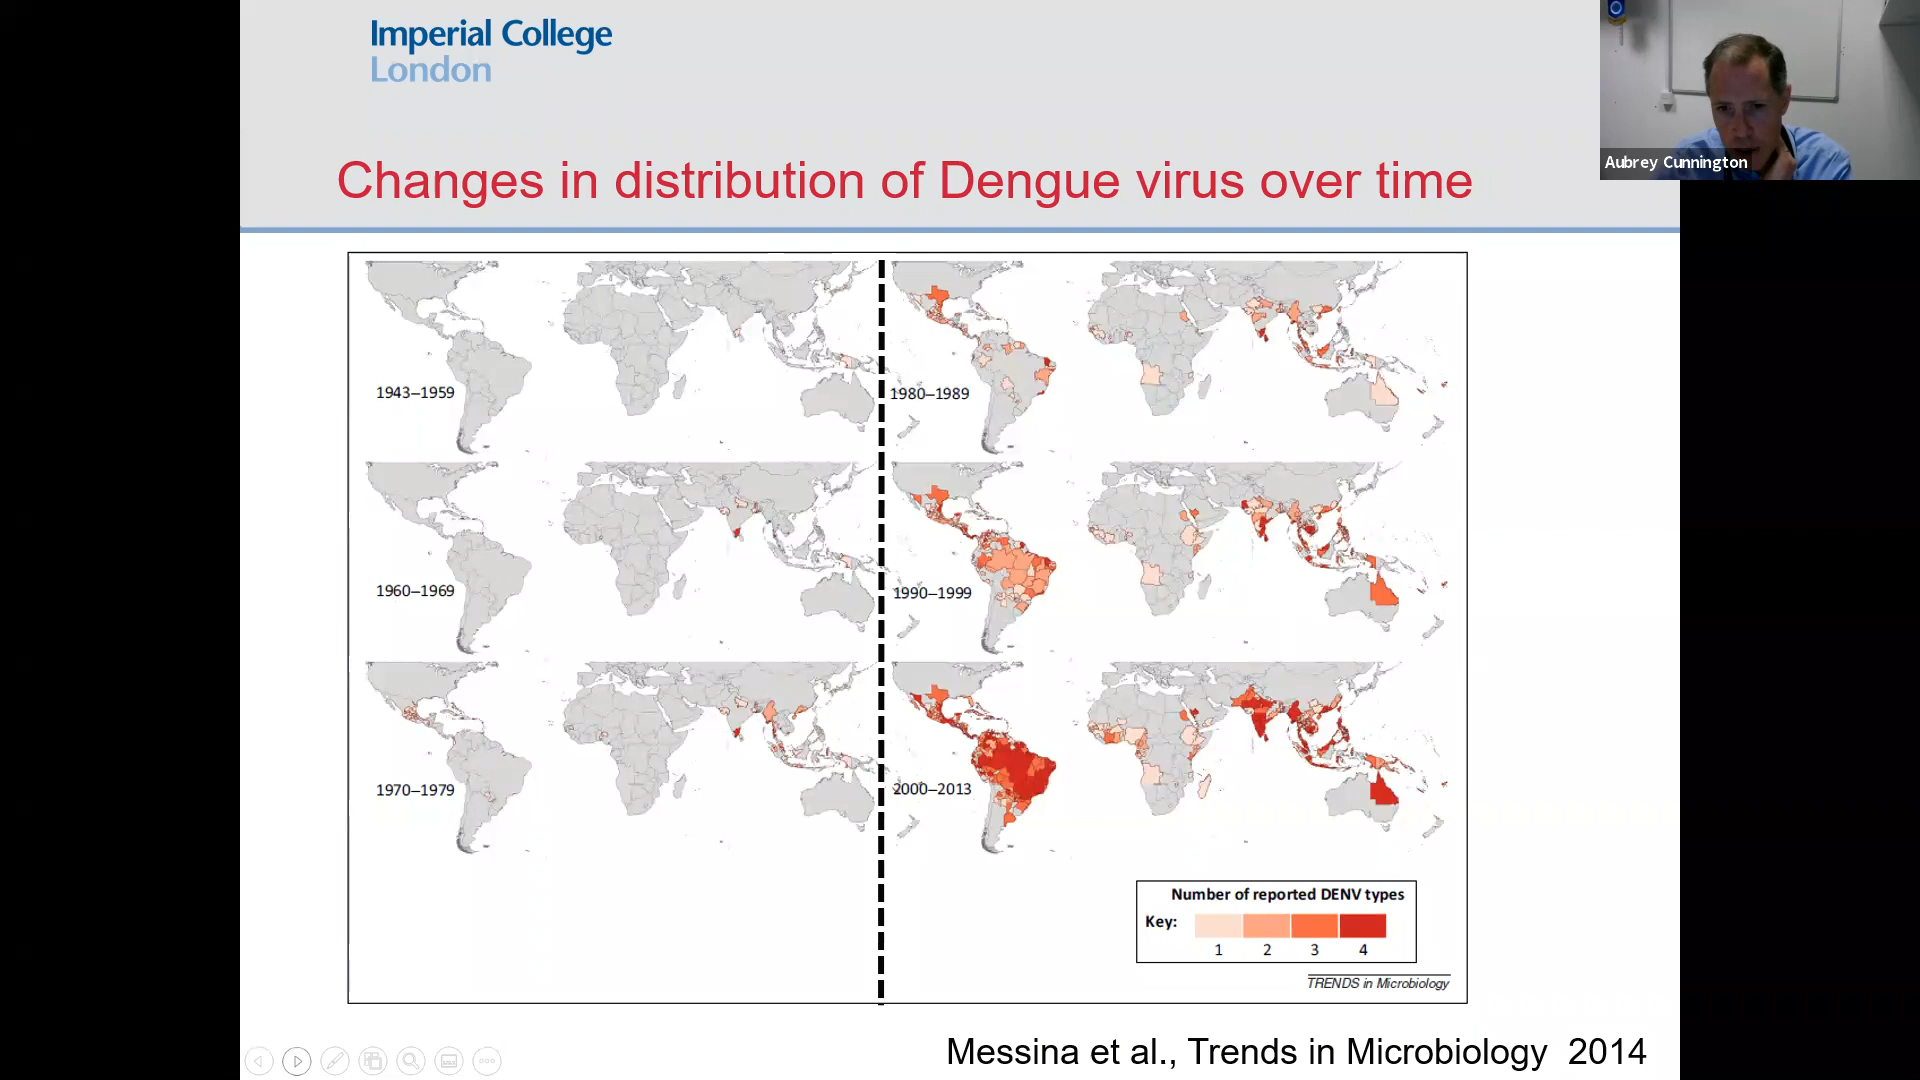 Imperial College
London
Aubrey Cunnington
Changes in distribution of Dengue virus over time
1943–1959
1960–1969
1970–1979
1980–1989
1990–1999
2000–2013
Number of reported DENV types
Key:
1 2 3 4
TRENDS in Microbiology
Messina et al., Trends in Microbiology 2014